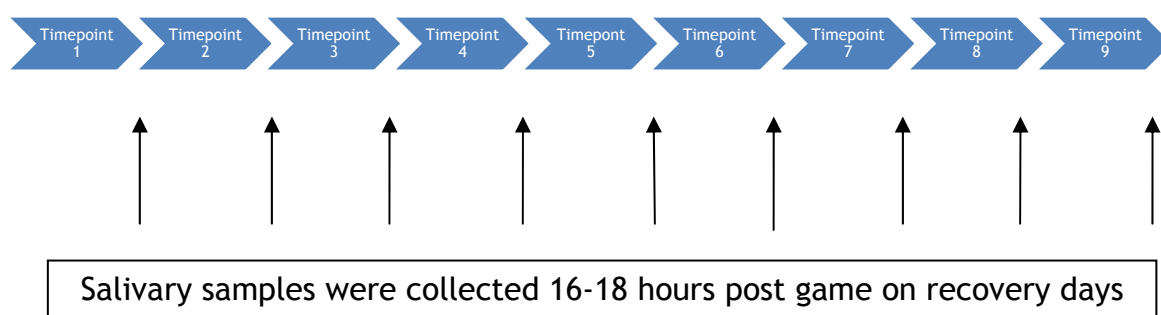 Timepoint
1
Timepoint
2
Timepoint
3
Timepoint
4
Timepont
5
Timepoint
6
Timepoint
7
Timepoint
8
Timepoint
9
Salivary samples were collected 16-18 hours post game on recovery days